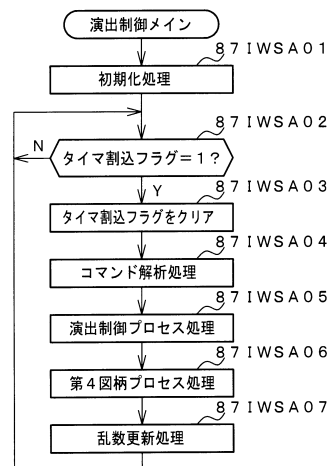 演出制御メイン
８７ＩＷＳＡ０１
初期化処理
８７ＩＷＳＡ０２
N
タイマ割込フラグ＝１？
Y
８７ＩＷＳＡ０３
タイマ割込フラグをクリア
８７ＩＷＳＡ０４
コマンド解析処理
８７ＩＷＳＡ０５
演出制御プロセス処理
８７ＩＷＳＡ０６
第４図柄プロセス処理
８７ＩＷＳＡ０７
乱数更新処理